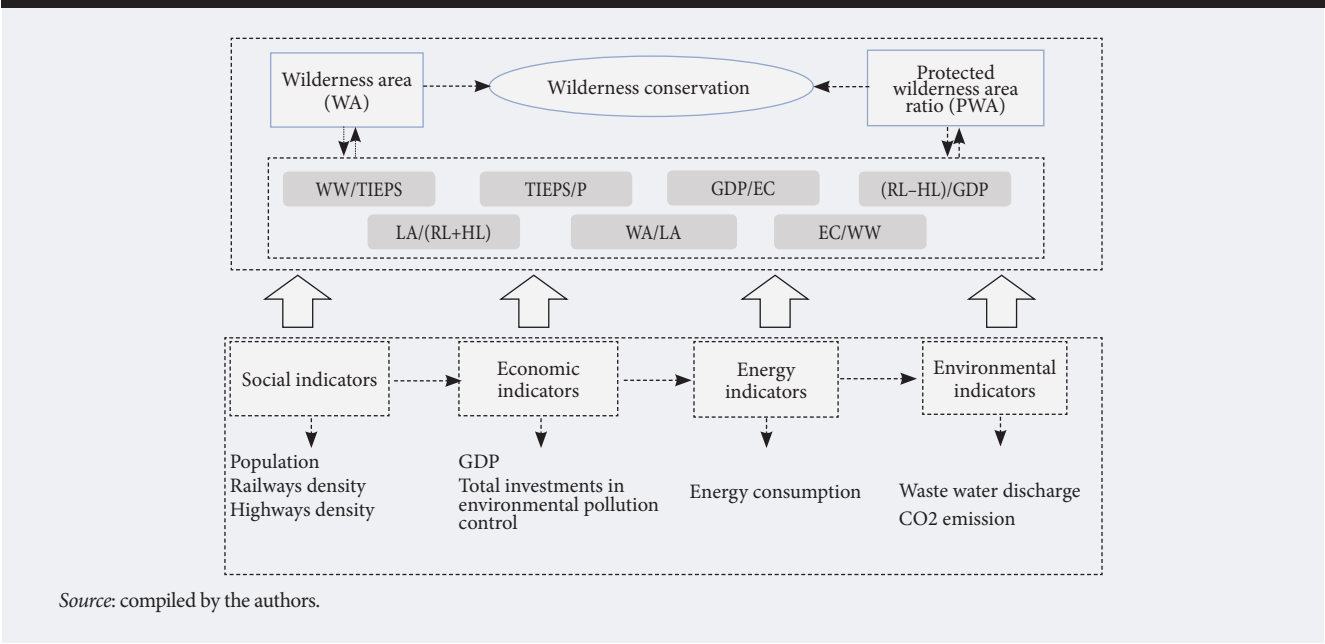 Wilderness area
(WA)
Wilderness conservation
Protected
wilderness area
ratio (PWA)
WW/TIEPS
TIEPS/P
GDP/EC
(RL–HL)/GDP
LA/(RL+HL)
WA/LA
EC/WW
Social indicators
Economic
indicators
Energy
indicators
Environmental
indicators
Population
Railways density
Highways density
GDP
Total investments in
environmental pollution
control
Energy consumption
Waste water discharge
CO2 emission
Source: compiled by the authors.